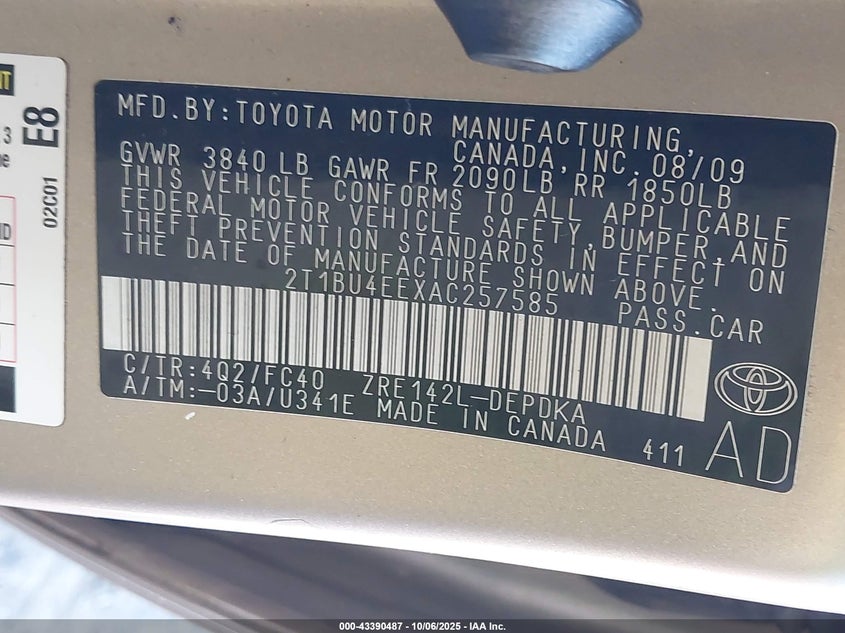 MFD.BY:TOYOTA MOTOR MANUFACTURING,
CANADA,INC.08/09
GVWR 3840LB GAWR FR 2090LB RR 1850LB
THIS VEHICLE CONFORMS TO ALL APPLICABLE
FEDERAL MOTOR VEHICLE SAFETY,BUMPER,AND
THEFT PREVENTION STANDARDS IN EFFECT ON
THE DATE OF MANUFACTURE SHOWN ABOVE.
2T1BU4EEXAC257585 PASS.CAR
C/TR:4Q2/FC40 ZRE142L-DEPDKA
A/TM:-03A/U341E MADE IN CANADA 411
AD
E8
02C01
3
000-43390487 - 10/06/2025 - IAA Inc.